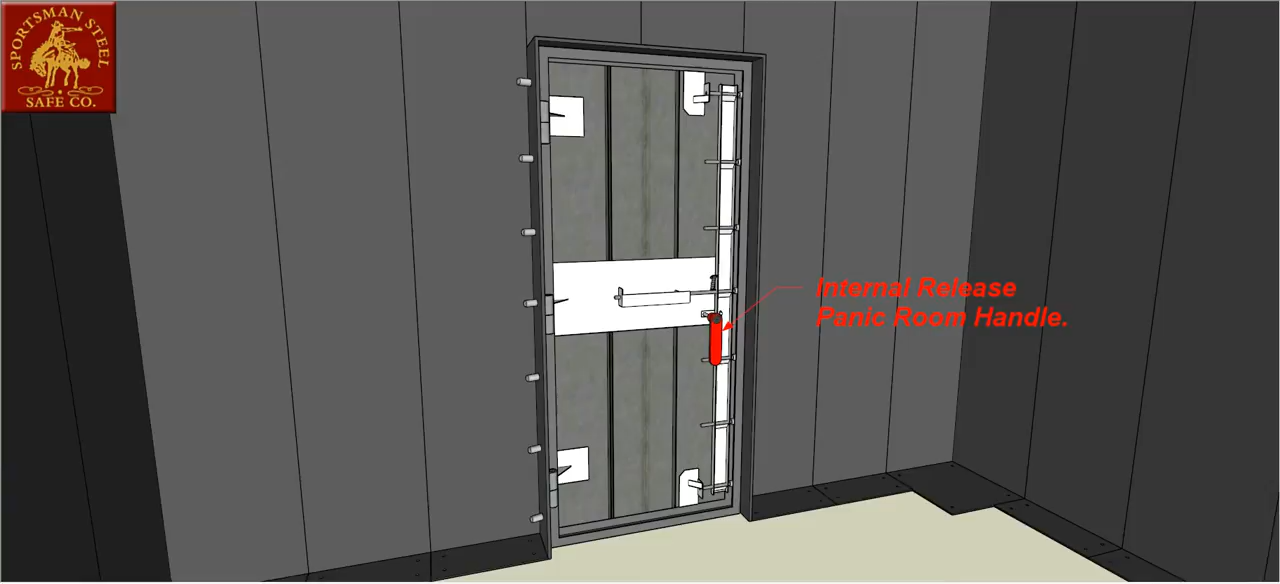 SPORTSMAN STEEL
SAFE CO.
Internal Release
Panic Room Handle.